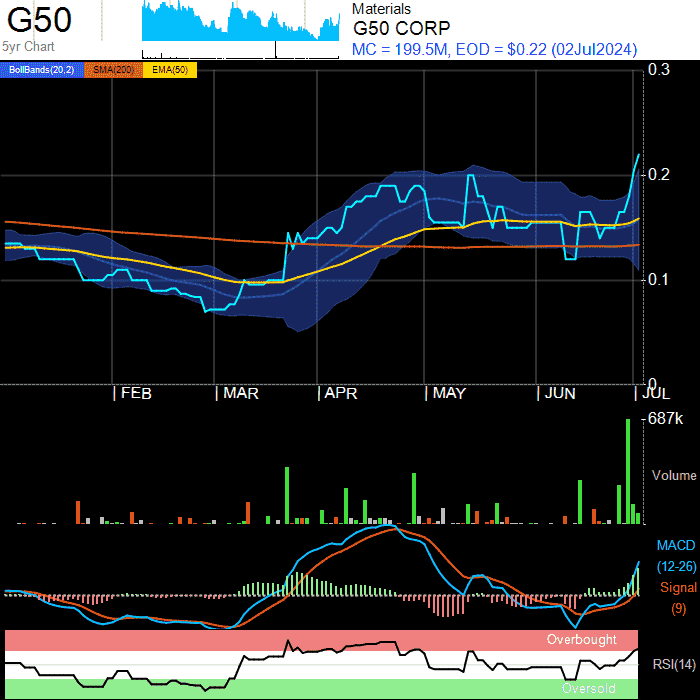 G50
5yr Chart
Materials
G50 CORP
MC = 199.5M, EOD = $0.22 (02Jul2024)
BollBands(20,2) SMA(200) EMA(50)
0.3
0.2
0.1
0
FEB MAR APR MAY JUN JUL
687k
Volume
MACD
(12-26)
Signal
(9)
Overbought
RSI(14)
Oversold